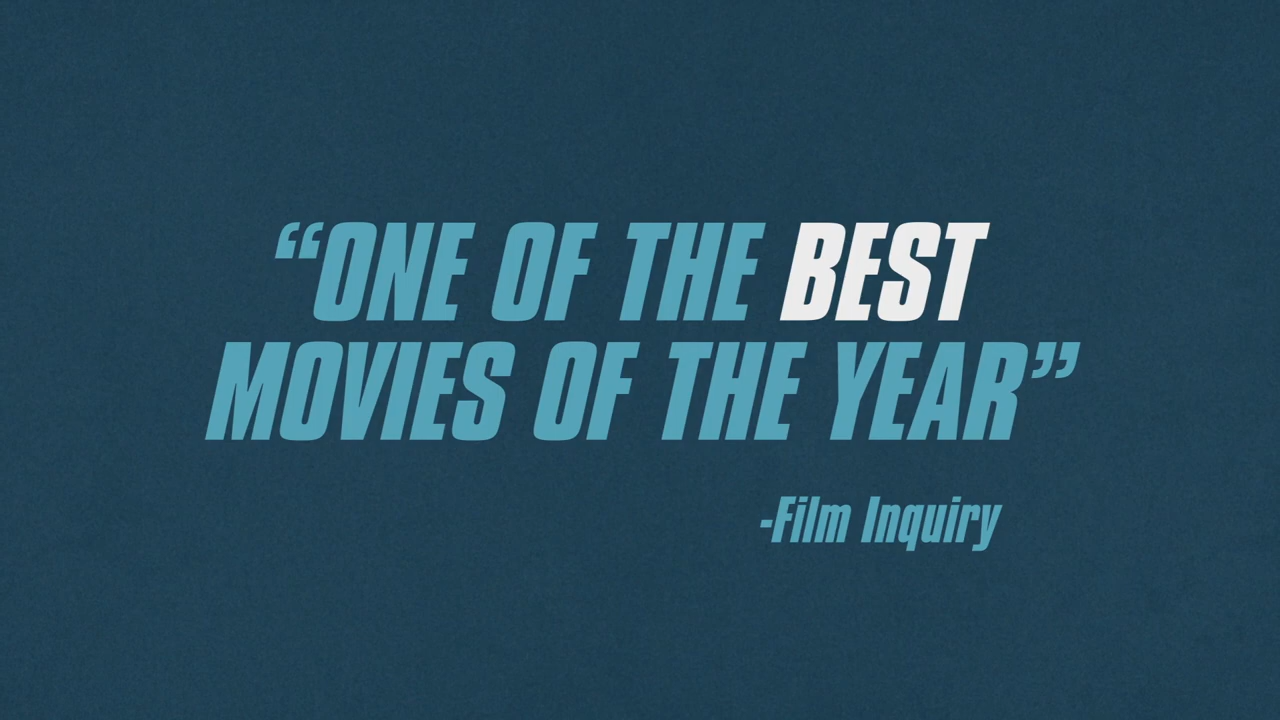 “ONE OF THE BEST
MOVIES OF THE YEAR”
-Film Inquiry